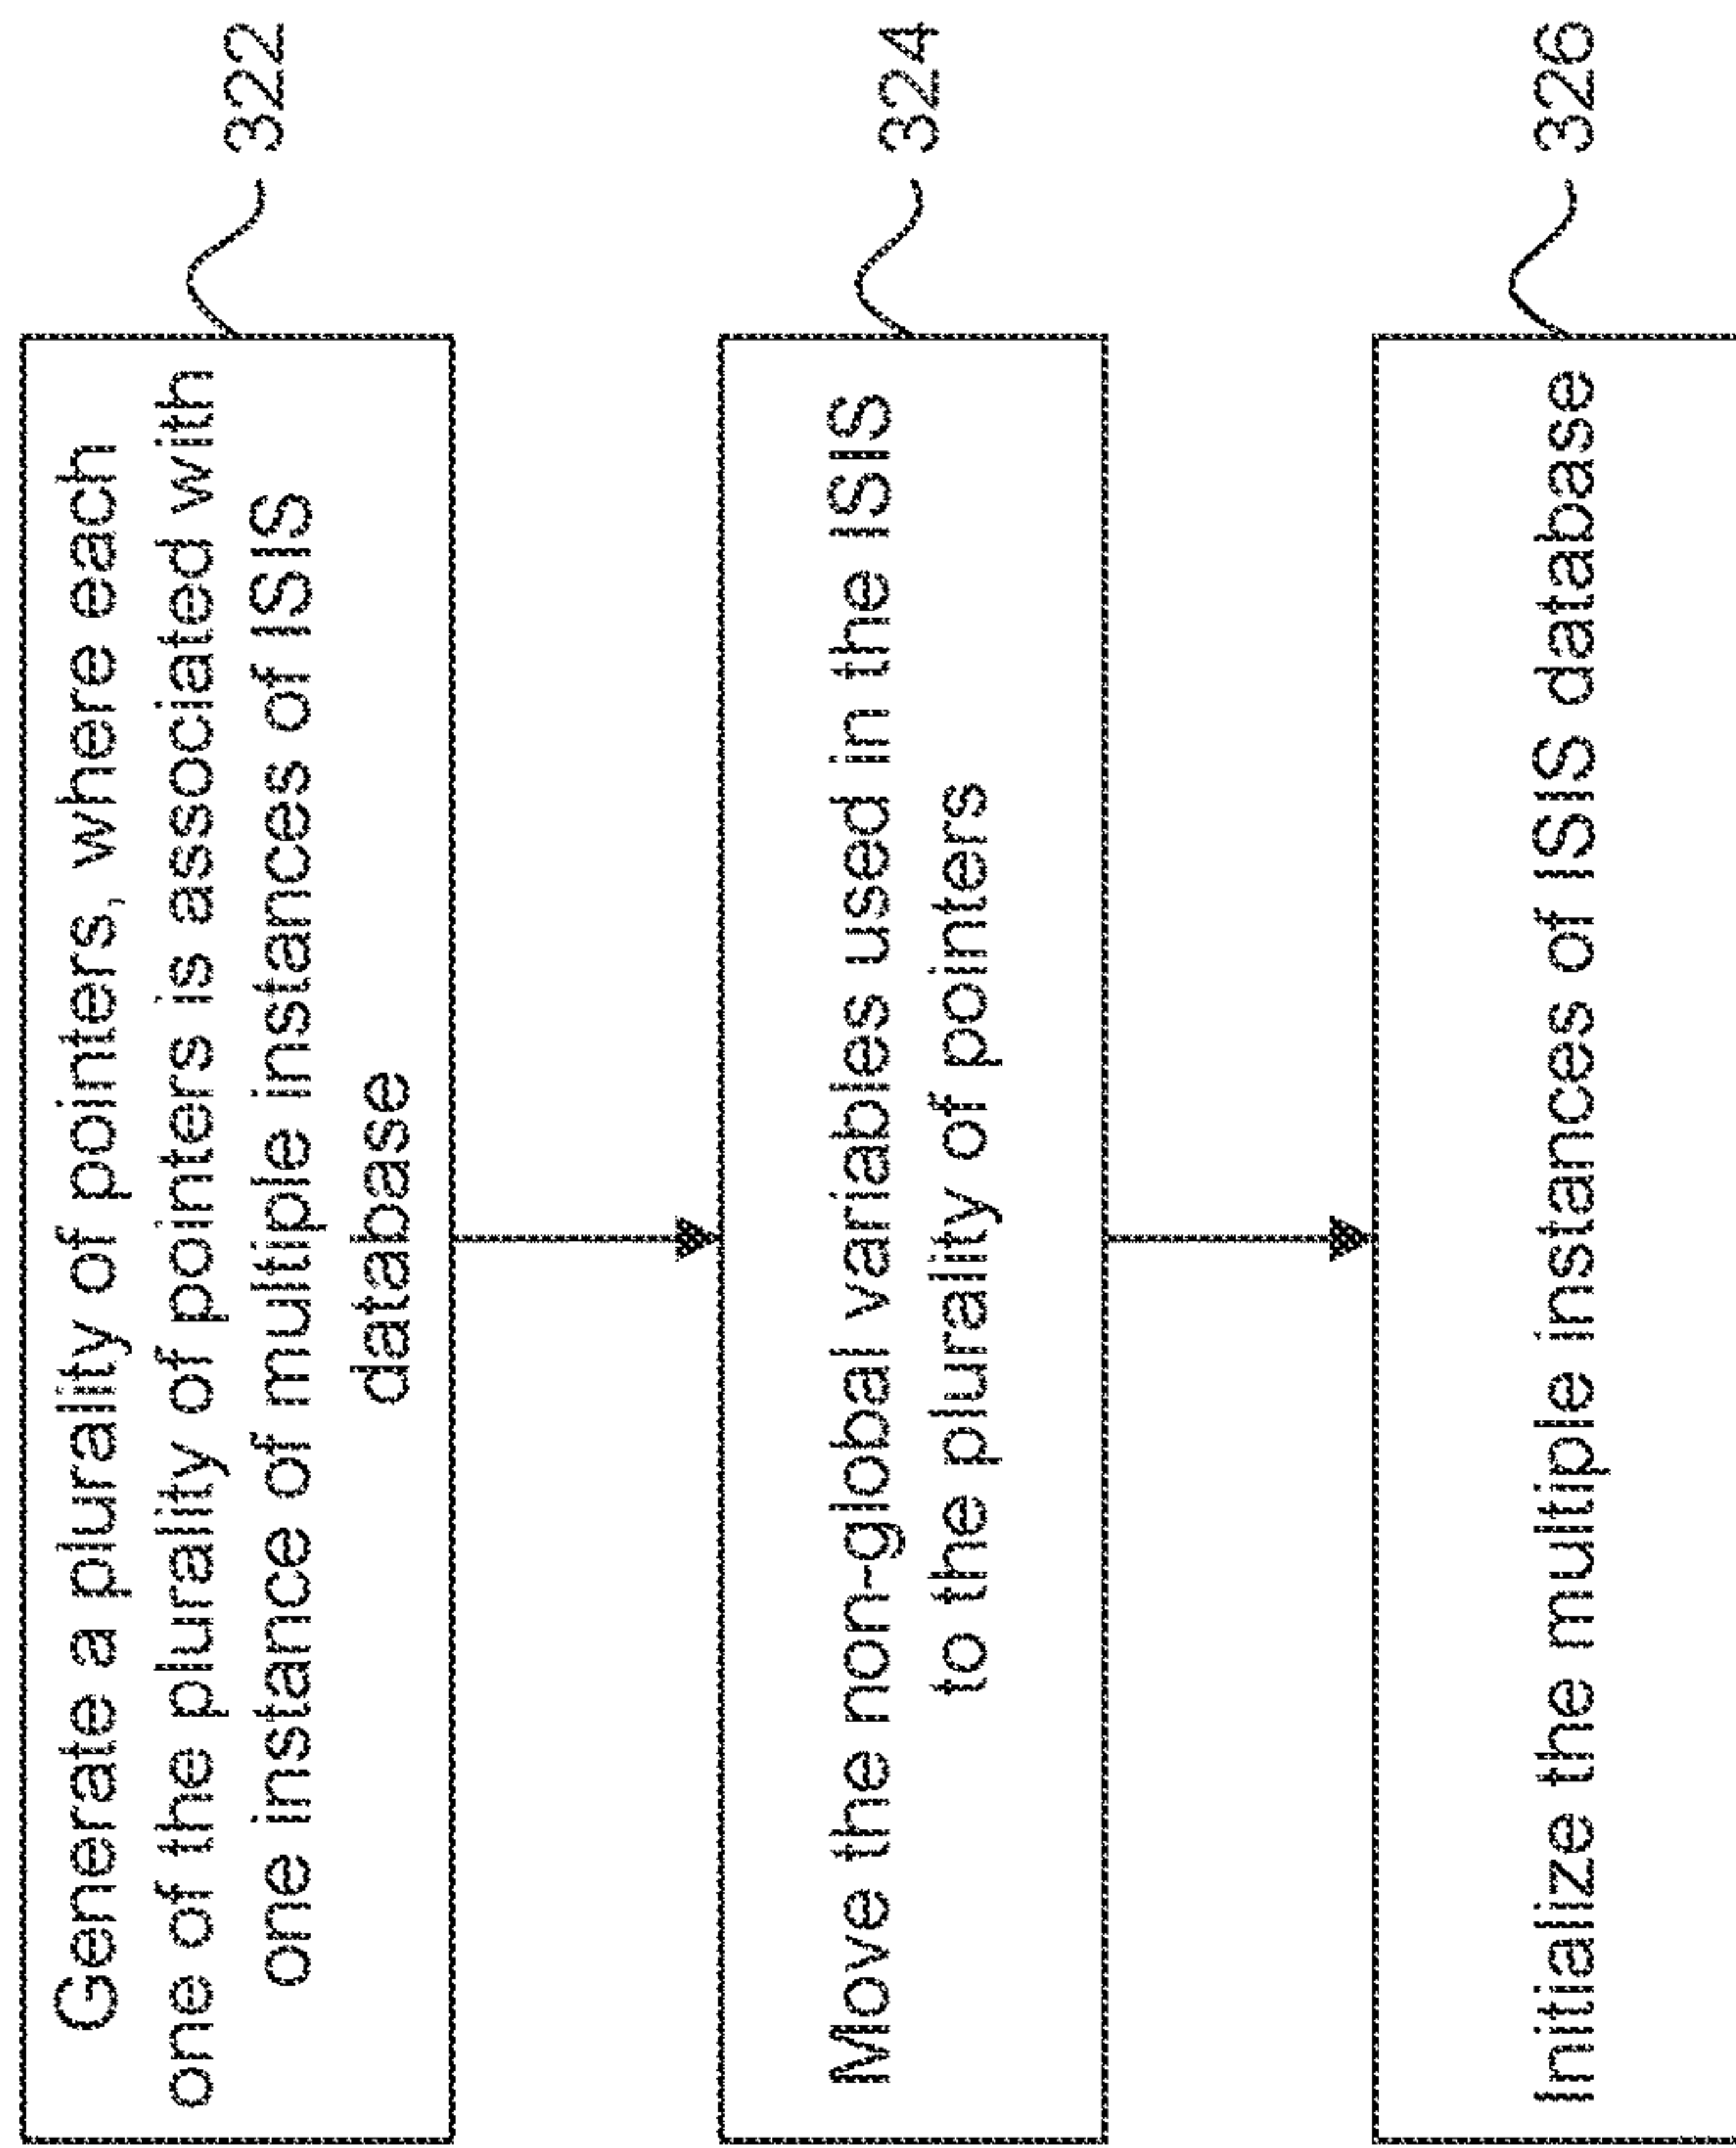 Generate a plurality of pointers, where each
one of the plurality of pointers is associated with
one instance of multiple instances of ISIS
database
322
Move the non-global variables used in the ISIS
to the plurality of pointers
324
Initialize the multiple instances of ISIS database
326